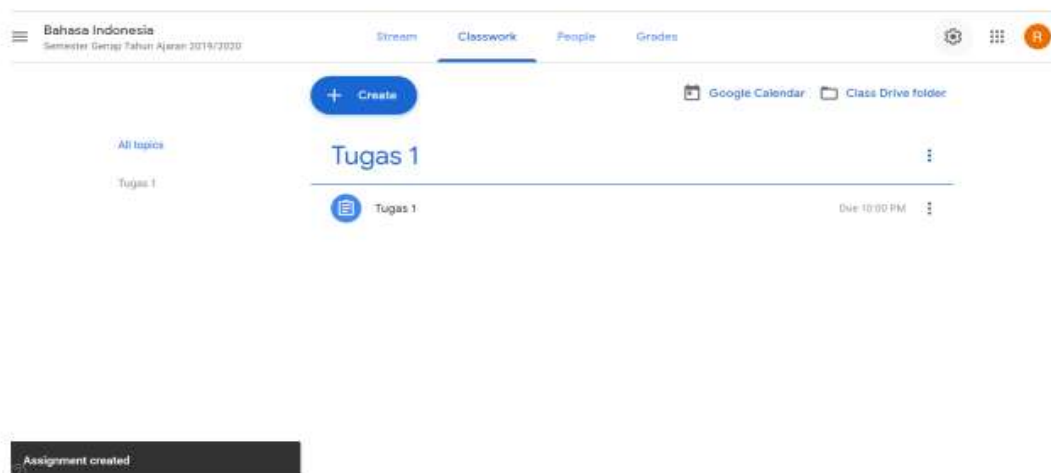 Bahasa Indonesia
Semester Genap Tahun Ajaran 2019/2020
Stream Classwork People Grades
R
+ Create
Google Calendar Class Drive folder
All topics
Tugas 1
Tugas 1
Tugas 1 Due 10:00 PM
Assignment created